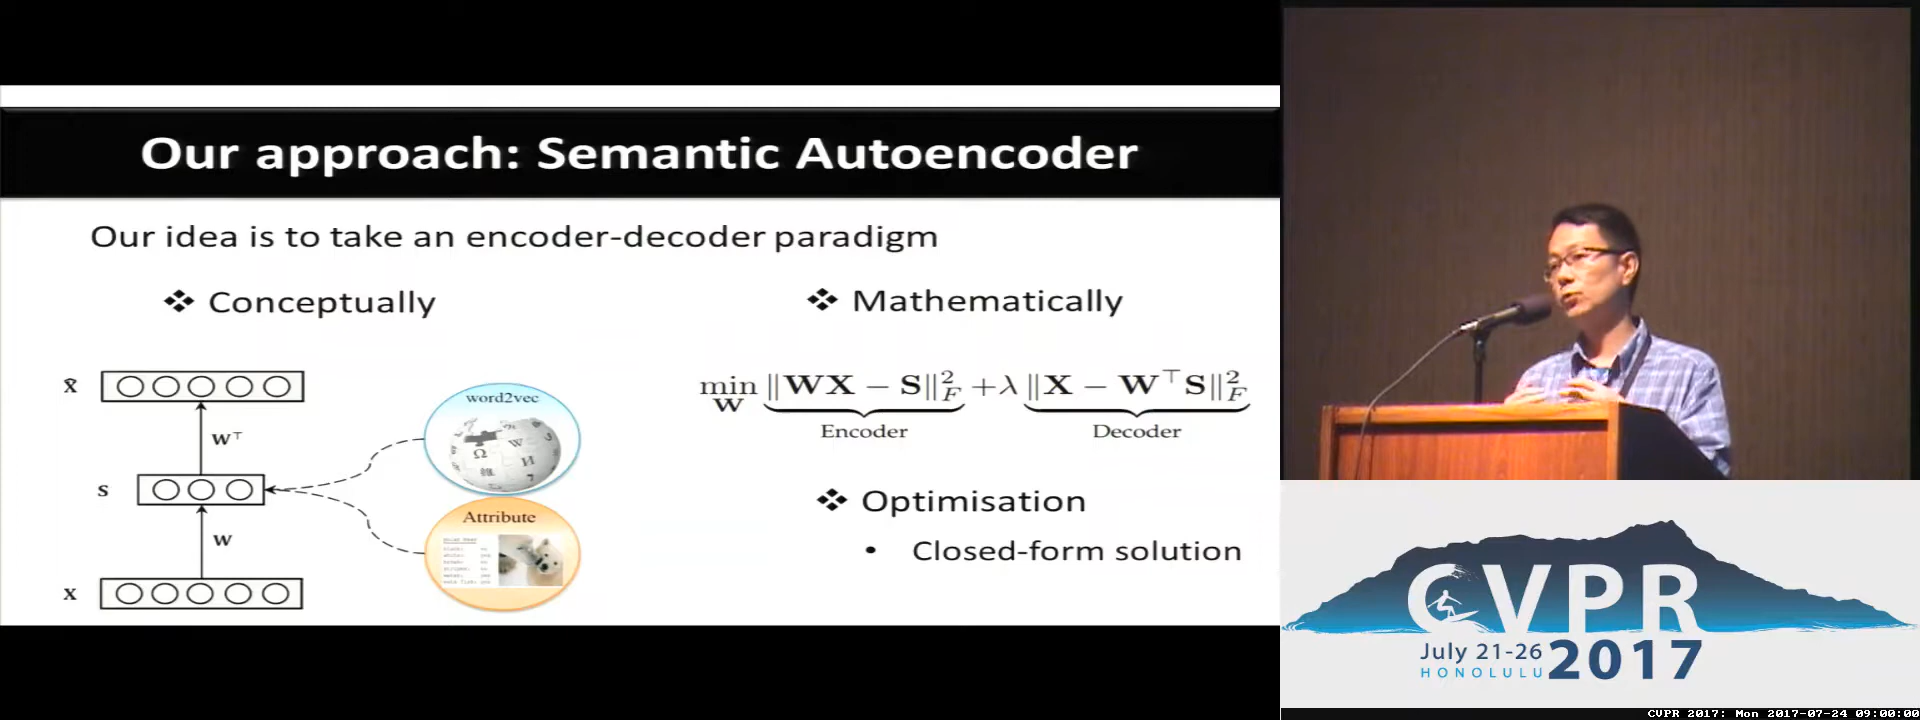 Our approach: Semantic Autoencoder
Our idea is to take an encoder-decoder paradigm
❖ Conceptually
X̂
W⊤
S
W
X
word2vec
Ω
W
И
7
Attribute
❖ Mathematically
min_W ‖WX − S‖²_F + λ ‖X − W⊤S‖²_F
Encoder Decoder
❖ Optimisation
• Closed-form solution
CVPR
July 21-26
HONOLULU
2017
CVPR 2017: Mon 2017-07-24 09:00:00